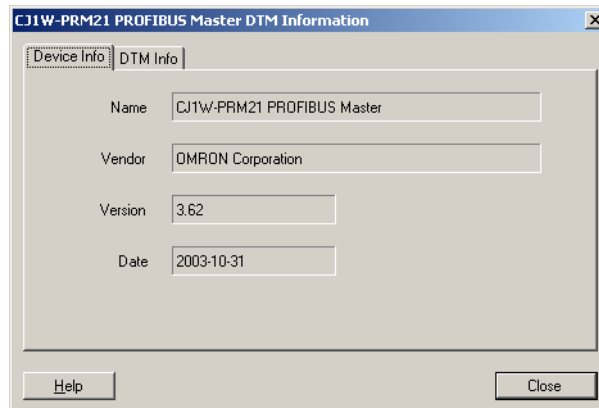 CJ1W-PRM21 PROFIBUS Master DTM Information
Device Info DTM Info
Name CJ1W-PRM21 PROFIBUS Master
Vendor OMRON Corporation
Version 3.62
Date 2003-10-31
Help Close